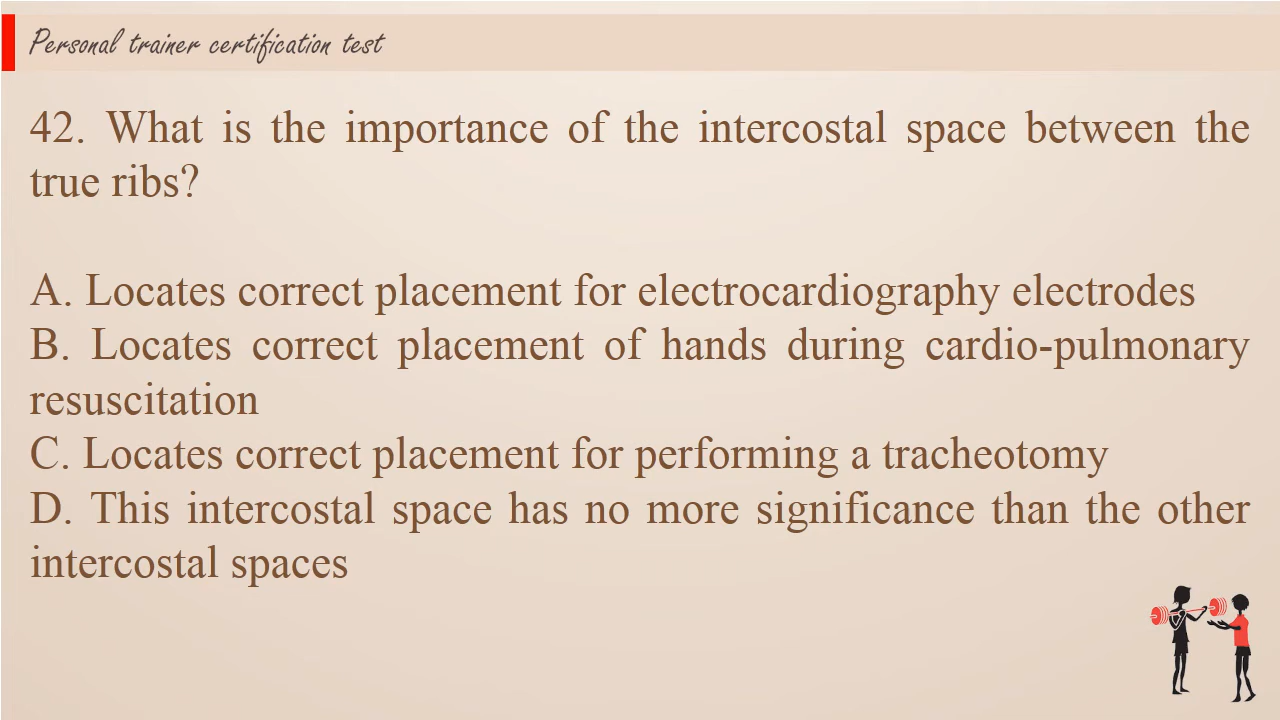 Personal trainer certification test
42. What is the importance of the intercostal space between the
true ribs?
A. Locates correct placement for electrocardiography electrodes
B. Locates correct placement of hands during cardio-pulmonary
resuscitation
C. Locates correct placement for performing a tracheotomy
D. This intercostal space has no more significance than the other
intercostal spaces